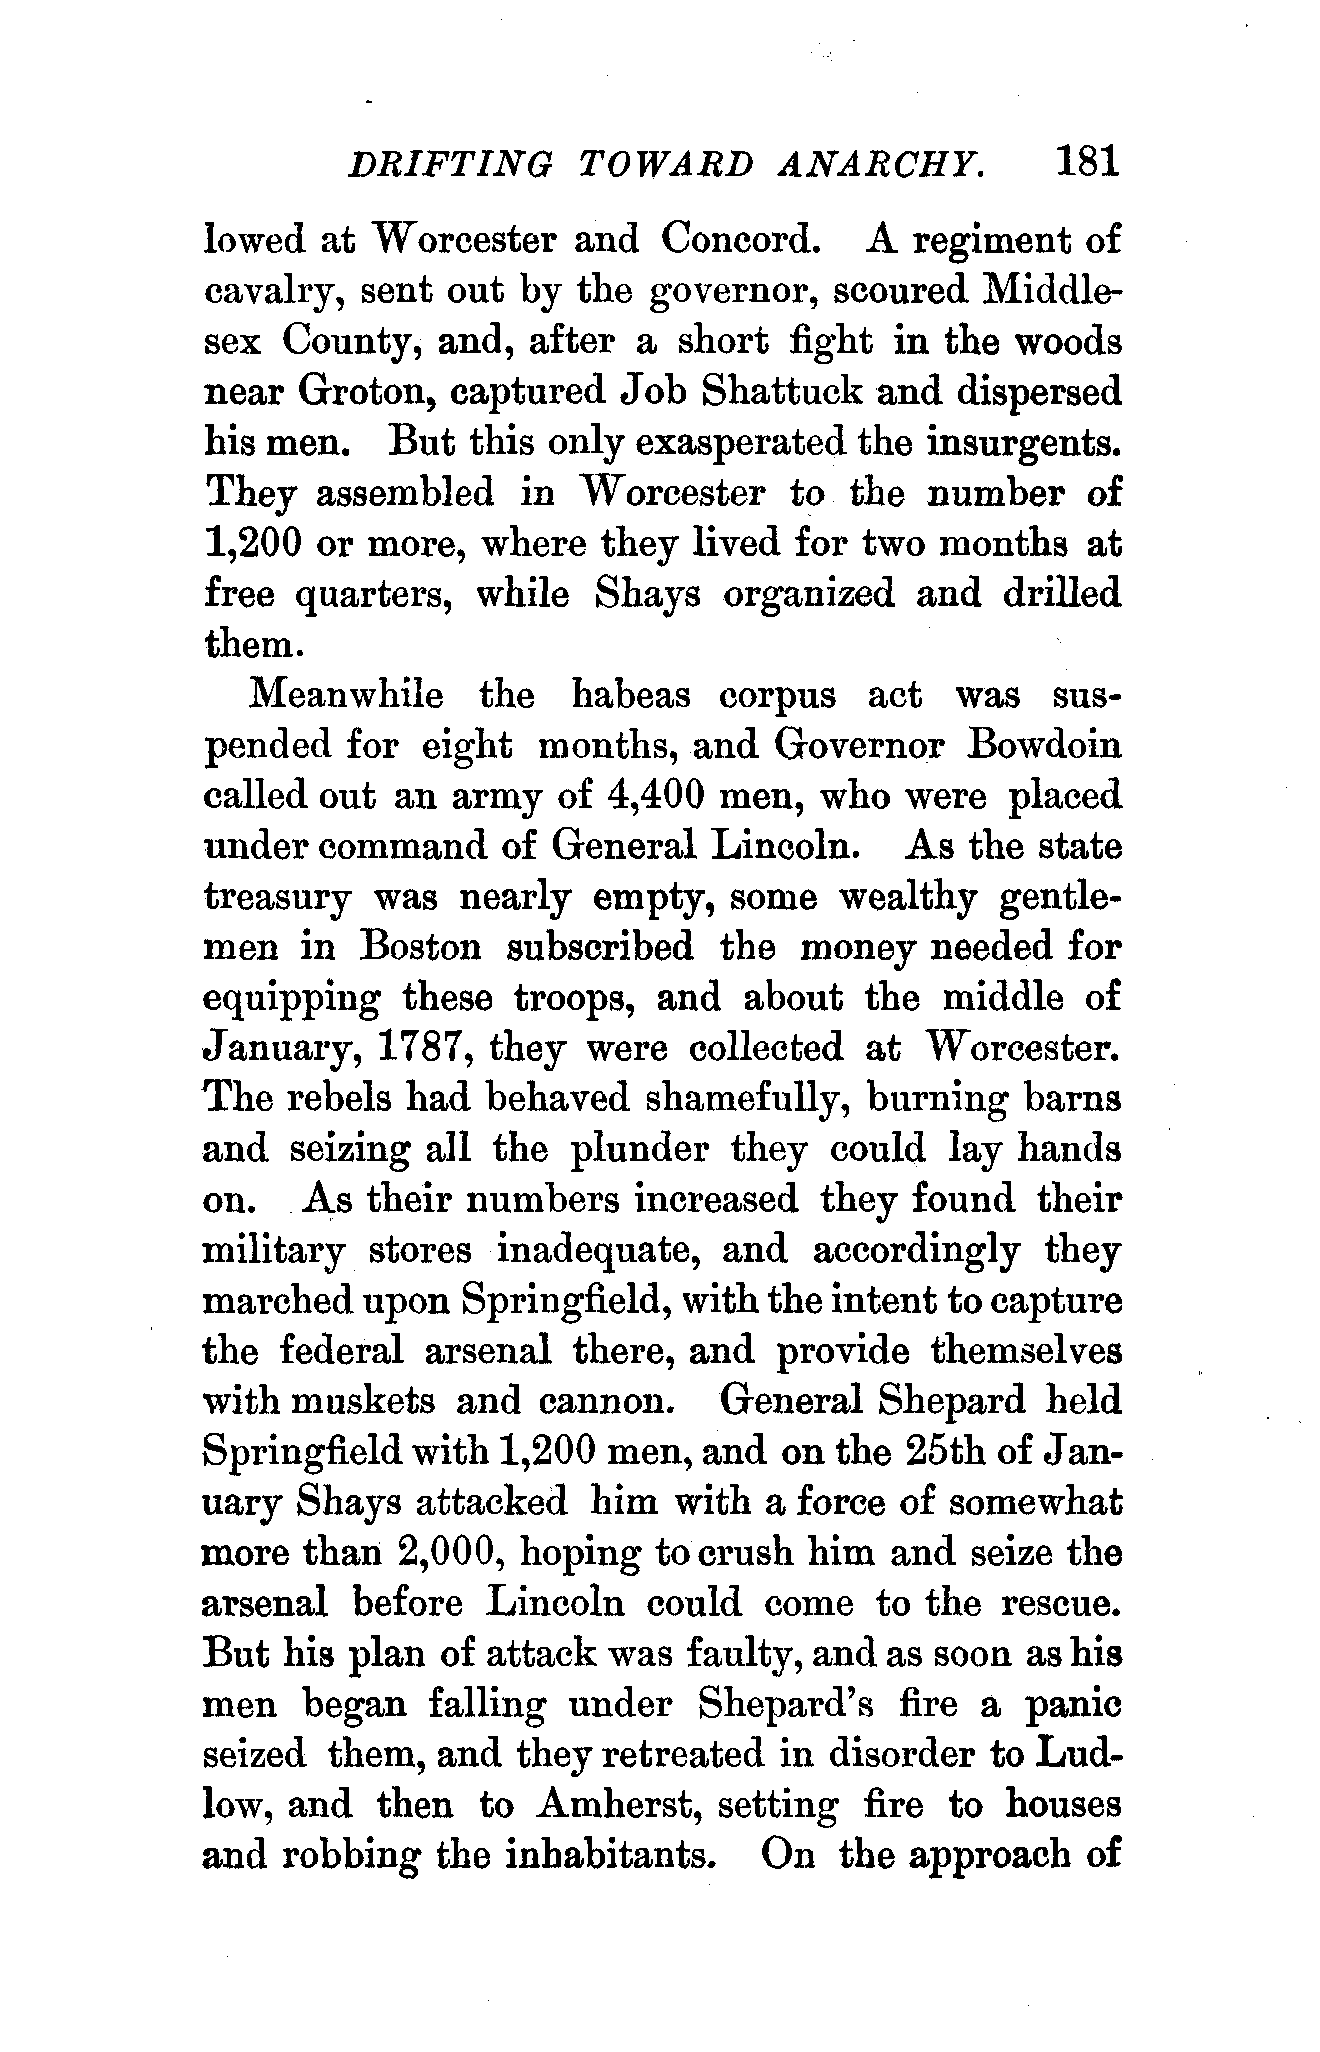 DRIFTING TOWARD ANARCHY. 181
lowed at Worcester and Concord. A regiment of
cavalry, sent out by the governor, scoured Middle-
sex County, and, after a short fight in the woods
near Groton, captured Job Shattuck and dispersed
his men. But this only exasperated the insurgents.
They assembled in Worcester to the number of
1,200 or more, where they lived for two months at
free quarters, while Shays organized and drilled
them.
Meanwhile the habeas corpus act was sus-
pended for eight months, and Governor Bowdoin
called out an army of 4,400 men, who were placed
under command of General Lincoln. As the state
treasury was nearly empty, some wealthy gentle-
men in Boston subscribed the money needed for
equipping these troops, and about the middle of
January, 1787, they were collected at Worcester.
The rebels had behaved shamefully, burning barns
and seizing all the plunder they could lay hands
on. As their numbers increased they found their
military stores inadequate, and accordingly they
marched upon Springfield, with the intent to capture
the federal arsenal there, and provide themselves
with muskets and cannon. General Shepard held
Springfield with 1,200 men, and on the 25th of Jan-
uary Shays attacked him with a force of somewhat
more than 2,000, hoping to crush him and seize the
arsenal before Lincoln could come to the rescue.
But his plan of attack was faulty, and as soon as his
men began falling under Shepard's fire a panic
seized them, and they retreated in disorder to Lud-
low, and then to Amherst, setting fire to houses
and robbing the inhabitants. On the approach of